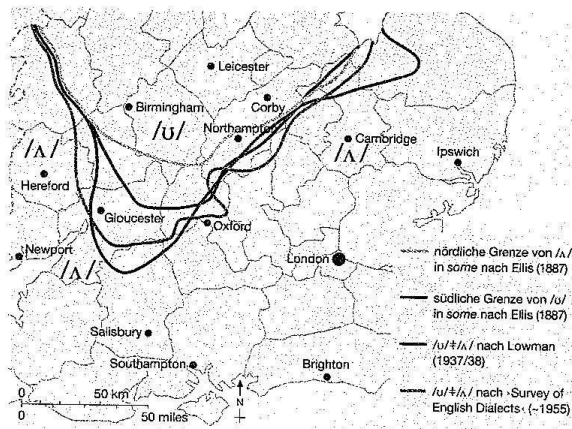 Leicester
Birmingham
Corby
/ʊ/
Northampton
/ʌ/
Cambridge
/ʌ/
Ipswich
Hereford
Gloucester
Oxford
Newport
/ʌ/
London
Salisbury
Southampton
Brighton
nördliche Grenze von /ʌ/
in some nach Ellis (1887)
südliche Grenze von /ʊ/
in some nach Ellis (1887)
/ʊ/‡/ʌ/ nach Lowman
(1937/38)
/ʊ/‡/ʌ/ nach ›Survey of
English Dialects‹ (~1955)
0 50 km
0 50 miles
N